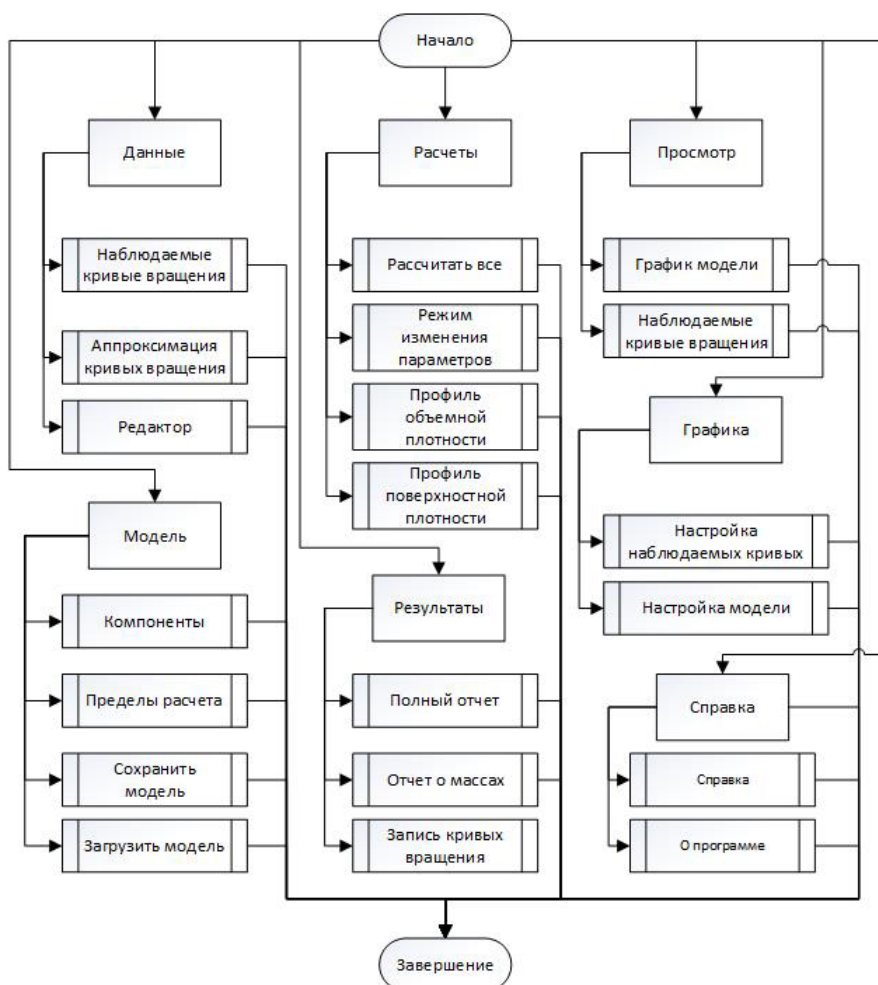 Начало
Данные
Наблюдаемые
кривые вращения
Аппроксимация
кривых вращения
Редактор
Модель
Компоненты
Пределы расчета
Сохранить
модель
Загрузить модель
Расчеты
Рассчитать все
Режим
изменения
параметров
Профиль
объемной
плотности
Профиль
поверхностной
плотности
Результаты
Полный отчет
Отчет о массах
Запись кривых
вращения
Просмотр
График модели
Наблюдаемые
кривые вращения
Графика
Настройка
наблюдаемых кривых
Настройка модели
Справка
Справка
О программе
Завершение